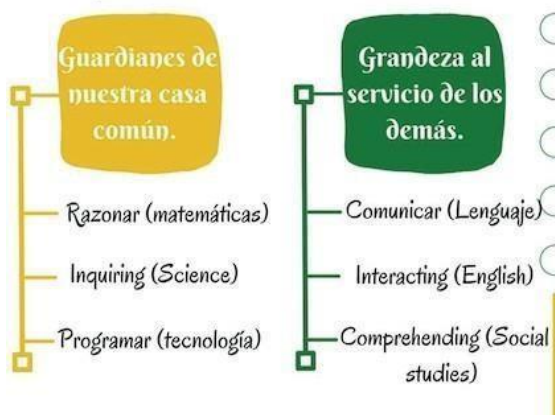 Guardianes de
nuestra casa
común.
Razonar (matemáticas)
Inquiring (Science)
Programar (tecnología)
Grandeza al
servicio de los
demás.
Comunicar (Lenguaje)
Interacting (English)
Comprehending (Social
studies)